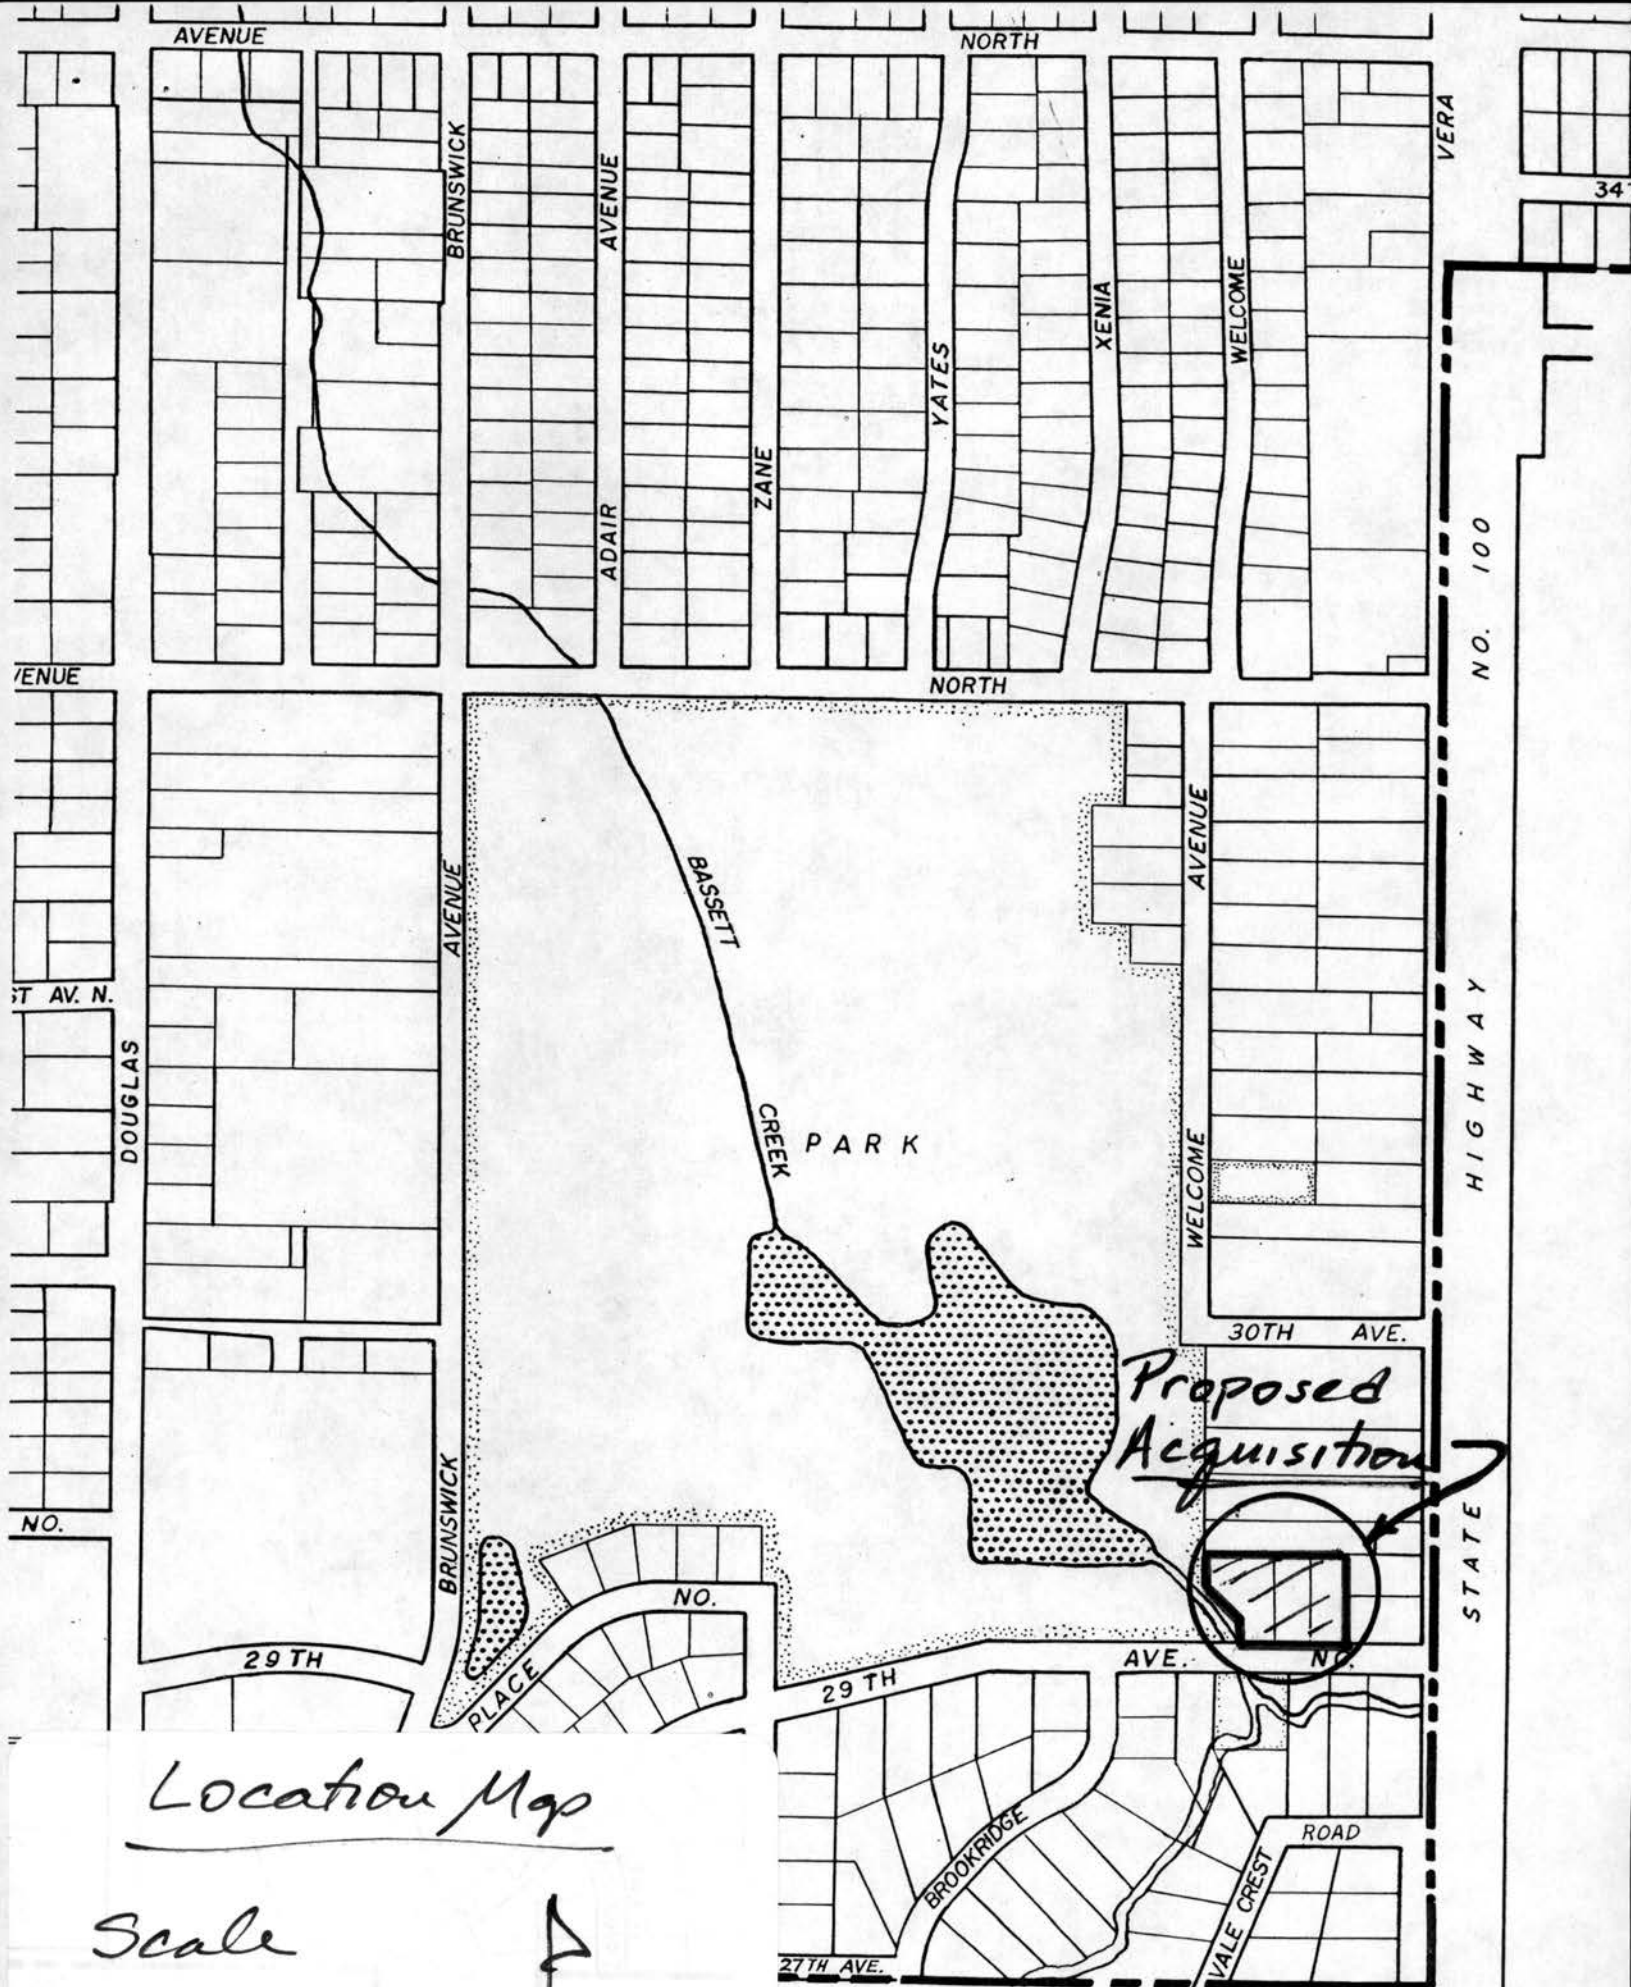 AVENUE
NORTH
VERA
BRUNSWICK
AVENUE
34
XENIA
WELCOME
YATES
ZANE
ADAIR
NO. 100
VENUE
NORTH
AVENUE
AVENUE
BASSETT
CREEK
PARK
ST AV. N.
DOUGLAS
HIGHWAY
WELCOME
30TH AVE.
Proposed
Acquisition
BRUNSWICK
NO.
STATE
NO.
29TH
PLACE
29TH
AVE. NO.
Location Map
BROOKRIDGE
ROAD
VALE CREST
Scale
27TH AVE.